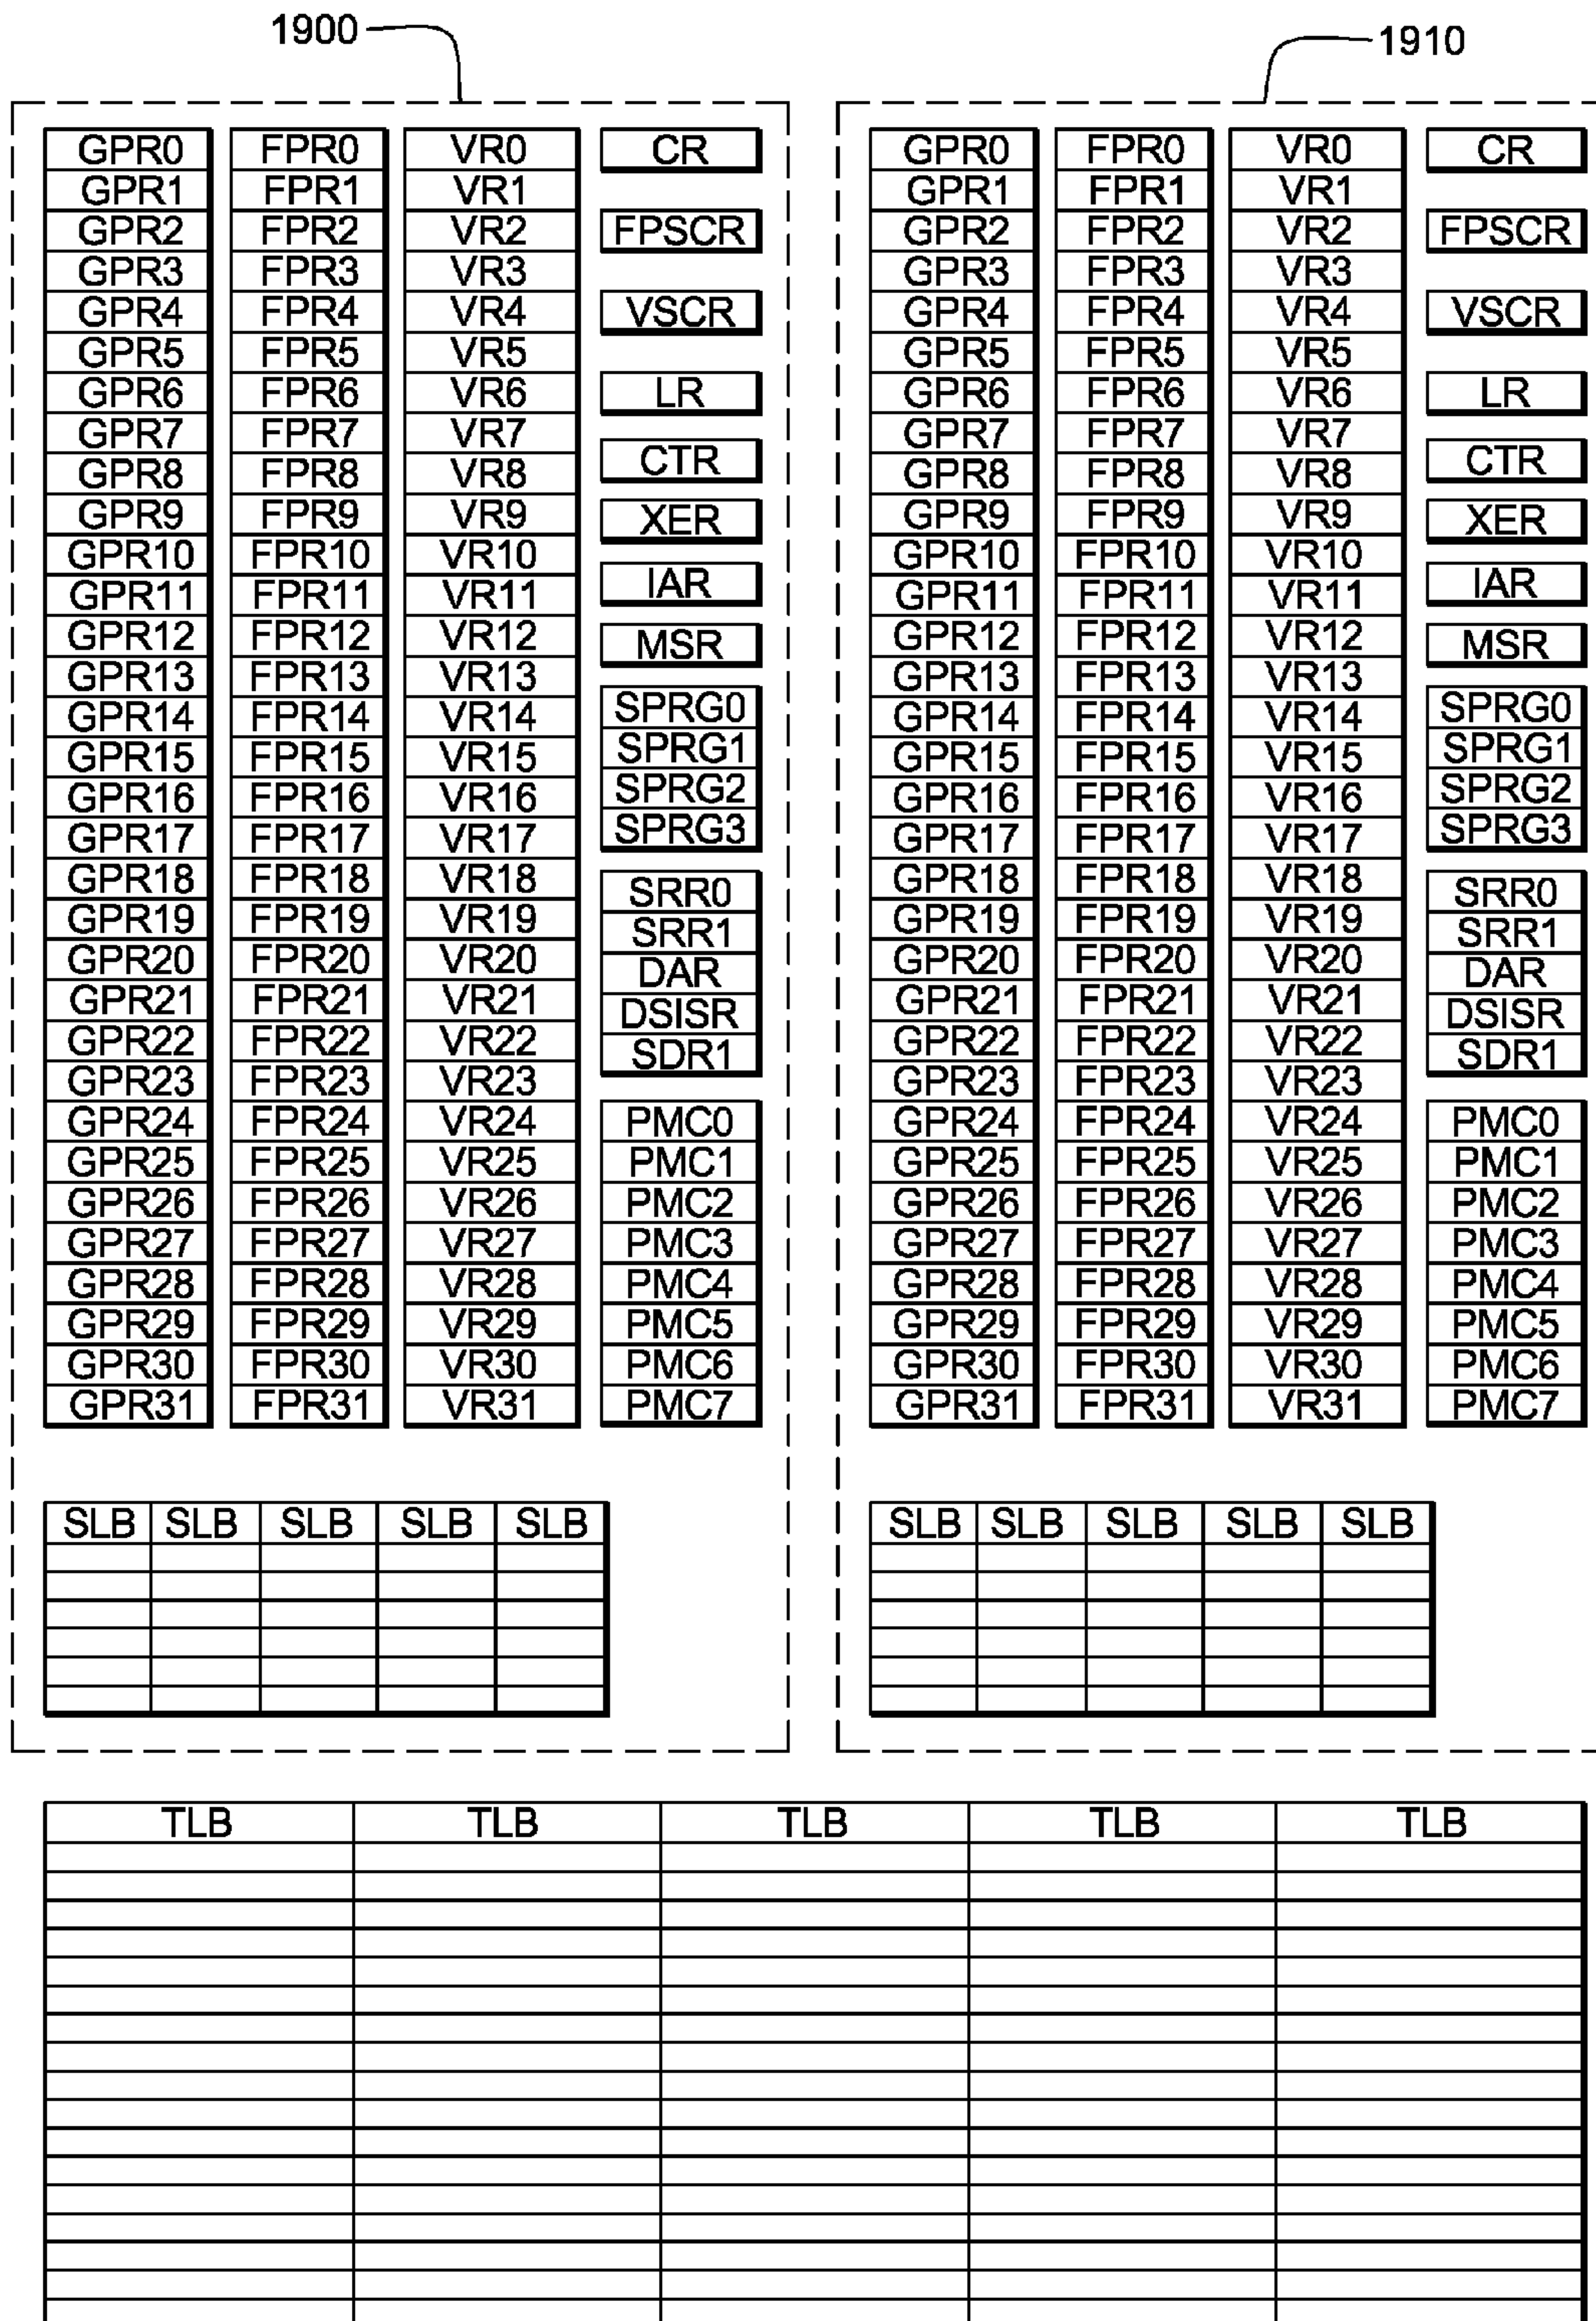 1900
1910
GPR0 FPR0 VR0 CR GPR0 FPR0 VR0 CR
GPR1 FPR1 VR1 GPR1 FPR1 VR1
GPR2 FPR2 VR2 FPSCR GPR2 FPR2 VR2 FPSCR
GPR3 FPR3 VR3 GPR3 FPR3 VR3
GPR4 FPR4 VR4 VSCR GPR4 FPR4 VR4 VSCR
GPR5 FPR5 VR5 GPR5 FPR5 VR5
GPR6 FPR6 VR6 LR GPR6 FPR6 VR6 LR
GPR7 FPR7 VR7 GPR7 FPR7 VR7
GPR8 FPR8 VR8 CTR GPR8 FPR8 VR8 CTR
GPR9 FPR9 VR9 XER GPR9 FPR9 VR9 XER
GPR10 FPR10 VR10 GPR10 FPR10 VR10
GPR11 FPR11 VR11 IAR GPR11 FPR11 VR11 IAR
GPR12 FPR12 VR12 MSR GPR12 FPR12 VR12 MSR
GPR13 FPR13 VR13 GPR13 FPR13 VR13
GPR14 FPR14 VR14 SPRG0 GPR14 FPR14 VR14 SPRG0
GPR15 FPR15 VR15 SPRG1 GPR15 FPR15 VR15 SPRG1
GPR16 FPR16 VR16 SPRG2 GPR16 FPR16 VR16 SPRG2
GPR17 FPR17 VR17 SPRG3 GPR17 FPR17 VR17 SPRG3
GPR18 FPR18 VR18 SRR0 GPR18 FPR18 VR18 SRR0
GPR19 FPR19 VR19 SRR1 GPR19 FPR19 VR19 SRR1
GPR20 FPR20 VR20 DAR GPR20 FPR20 VR20 DAR
GPR21 FPR21 VR21 DSISR GPR21 FPR21 VR21 DSISR
GPR22 FPR22 VR22 SDR1 GPR22 FPR22 VR22 SDR1
GPR23 FPR23 VR23 GPR23 FPR23 VR23
GPR24 FPR24 VR24 PMC0 GPR24 FPR24 VR24 PMC0
GPR25 FPR25 VR25 PMC1 GPR25 FPR25 VR25 PMC1
GPR26 FPR26 VR26 PMC2 GPR26 FPR26 VR26 PMC2
GPR27 FPR27 VR27 PMC3 GPR27 FPR27 VR27 PMC3
GPR28 FPR28 VR28 PMC4 GPR28 FPR28 VR28 PMC4
GPR29 FPR29 VR29 PMC5 GPR29 FPR29 VR29 PMC5
GPR30 FPR30 VR30 PMC6 GPR30 FPR30 VR30 PMC6
GPR31 FPR31 VR31 PMC7 GPR31 FPR31 VR31 PMC7
SLB SLB SLB SLB SLB SLB SLB SLB SLB SLB
TLB TLB TLB TLB TLB